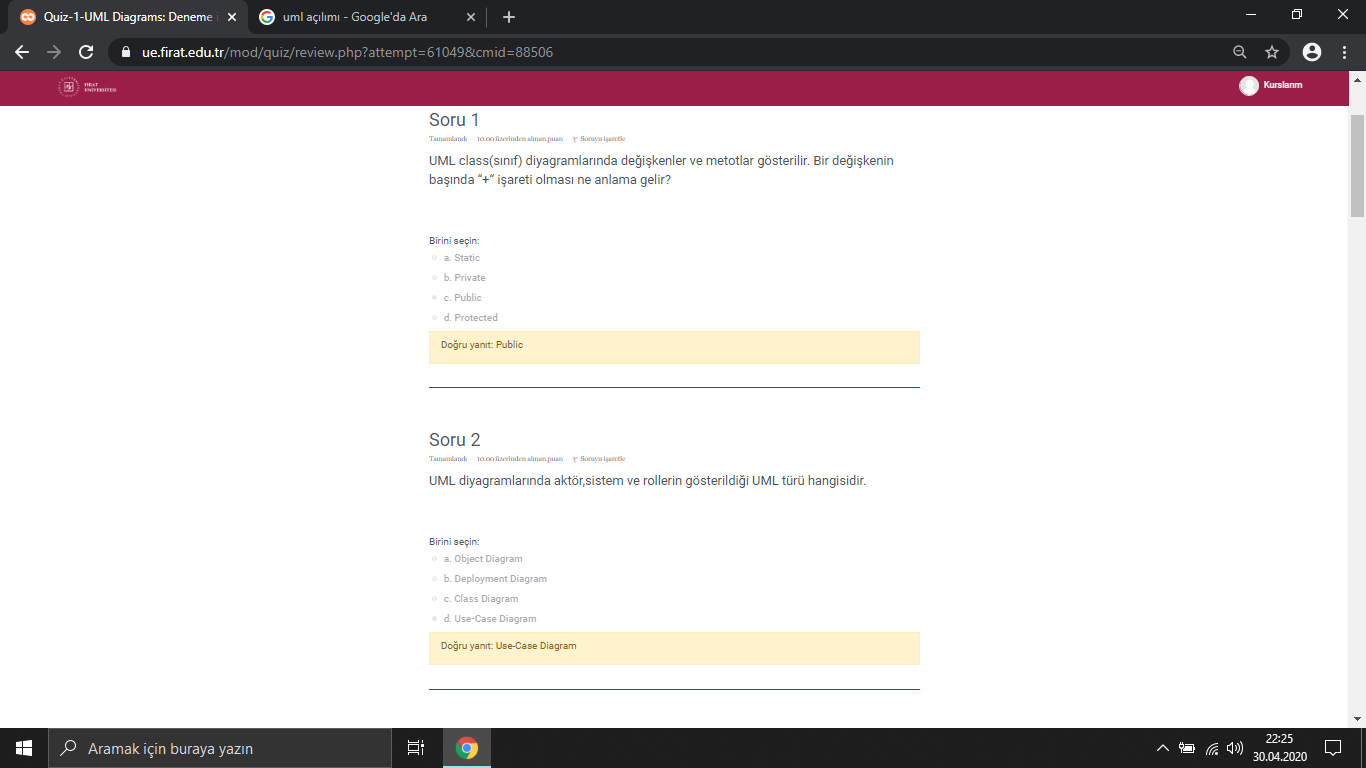 Quiz-1-UML Diagrams: Deneme i
uml açılımı - Google'da Ara
ue.firat.edu.tr/mod/quiz/review.php?attempt=61049&cmid=88506
FIRAT
ÜNİVERSİTESİ
Kurslarım
Soru 1
Tamamlandı 10,00 üzerinden alınan puan Soruyu işaretle
UML class(sınıf) diyagramlarında değişkenler ve metotlar gösterilir. Bir değişkenin
başında “+“ işareti olması ne anlama gelir?
Birini seçin:
a. Static
b. Private
c. Public
d. Protected
Doğru yanıt: Public
Soru 2
Tamamlandı 10,00 üzerinden alınan puan Soruyu işaretle
UML diyagramlarında aktör,sistem ve rollerin gösterildiği UML türü hangisidir.
Birini seçin:
a. Object Diagram
b. Deployment Diagram
c. Class Diagram
d. Use-Case Diagram
Doğru yanıt: Use-Case Diagram
Aramak için buraya yazın
22:25
30.04.2020